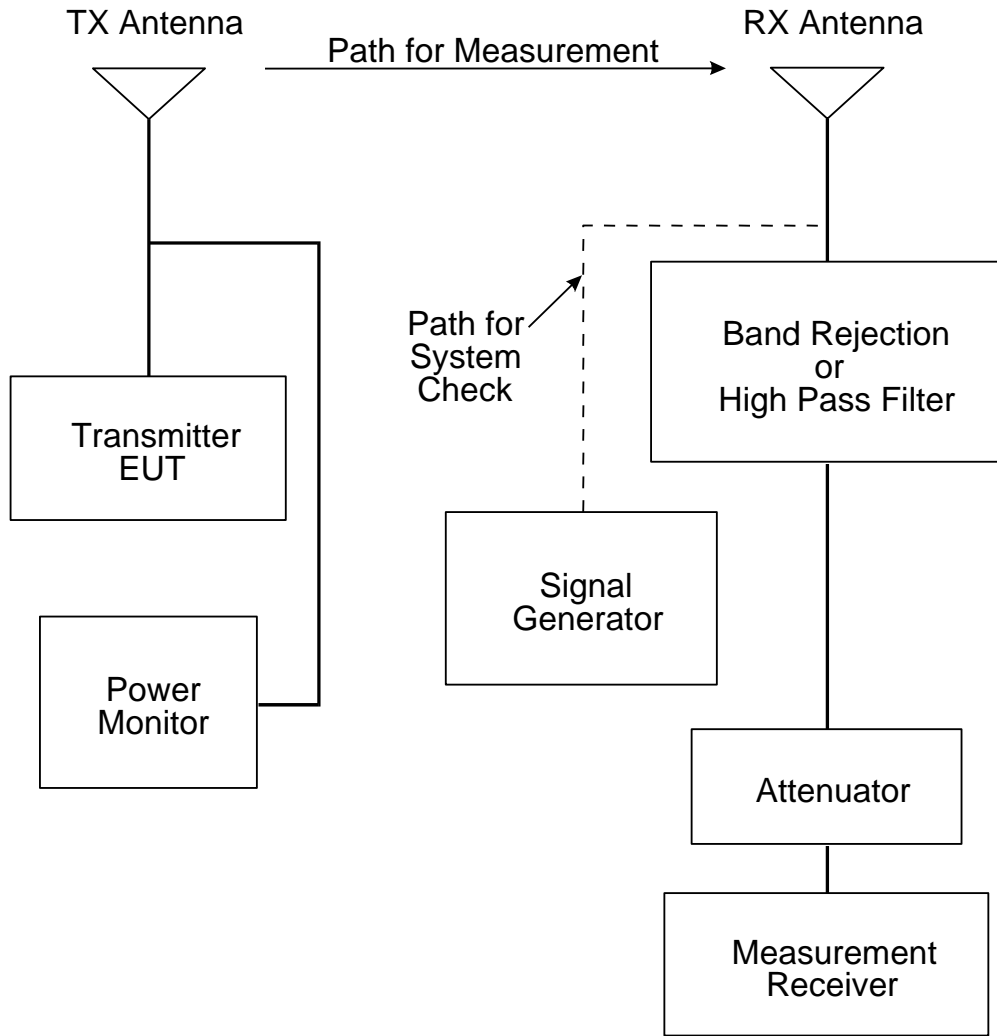 TX Antenna
RX Antenna
Path for Measurement
Path for
System
Check
Band Rejection
or
High Pass Filter
Transmitter
EUT
Signal
Generator
Power
Monitor
Attenuator
Measurement
Receiver